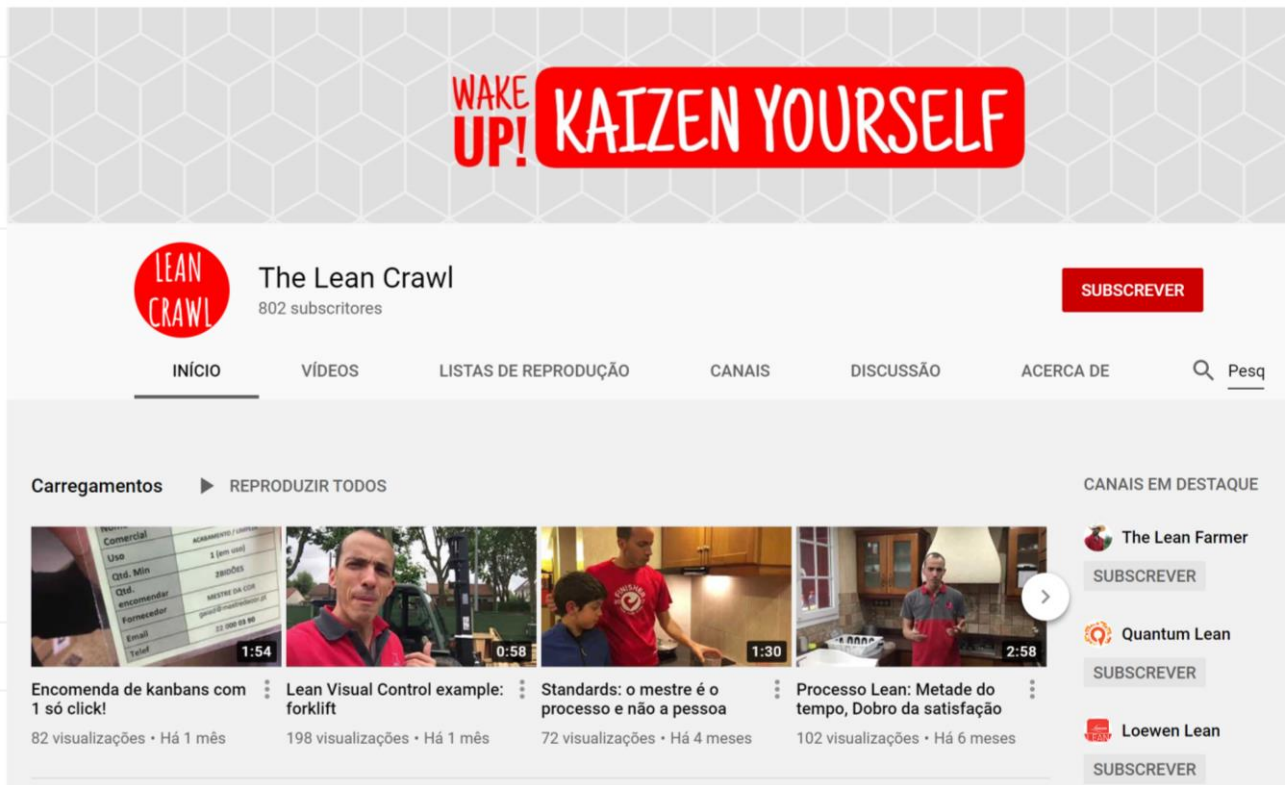 WAKE
UP!
KAIZEN YOURSELF
LEAN
CRAWL
The Lean Crawl
802 subscritores
SUBSCREVER
INÍCIO
VÍDEOS
LISTAS DE REPRODUÇÃO
CANAIS
DISCUSSÃO
ACERCA DE
Pesq
Carregamentos
REPRODUZIR TODOS
CANAIS EM DESTAQUE
Comercial
Uso
1 (em uso)
Qtd. Min
2BIDÕES
Qtd.
encomendar
MESTRE DA COR
Fornecedor
Email
Telef
1:54
Encomenda de kanbans com
1 só click!
82 visualizações • Há 1 mês
0:58
Lean Visual Control example:
forklift
198 visualizações • Há 1 mês
FINISHER
1:30
Standards: o mestre é o
processo e não a pessoa
72 visualizações • Há 4 meses
2:58
Processo Lean: Metade do
tempo, Dobro da satisfação
102 visualizações • Há 6 meses
The Lean Farmer
SUBSCREVER
Quantum Lean
SUBSCREVER
LEAN
Loewen Lean
SUBSCREVER